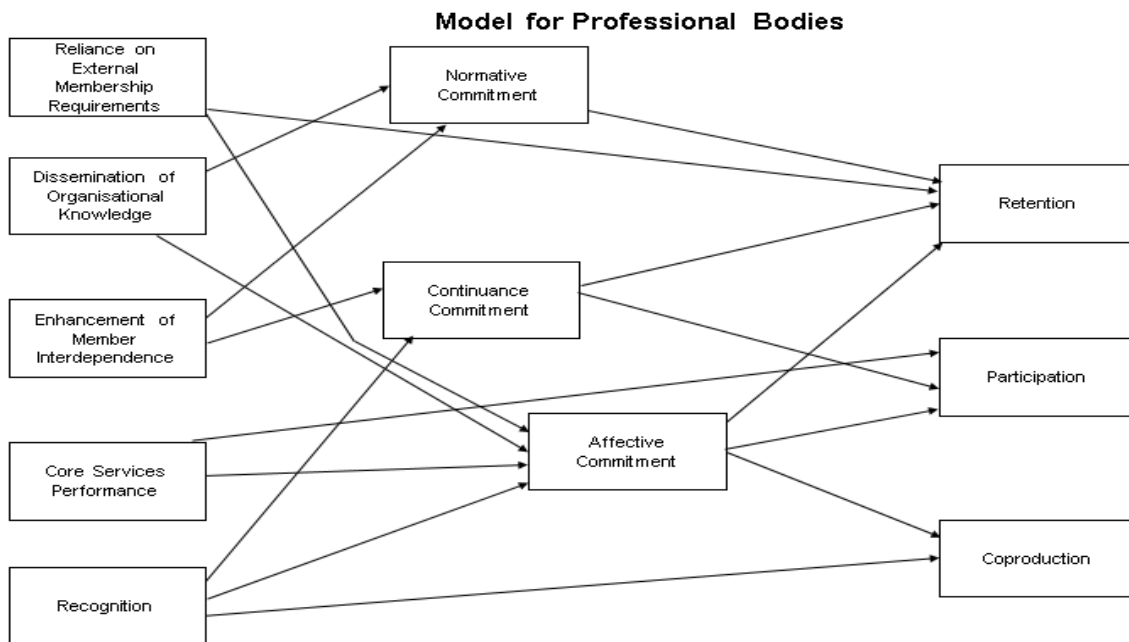 Model for Professional Bodies
Reliance on
External
Membership
Requirements
Normative
Commitment
Dissemination of
Organisational
Knowledge
Retention
Enhancement of
Member
Interdependence
Continuance
Commitment
Participation
Core Services
Performance
Affective
Commitment
Coproduction
Recognition